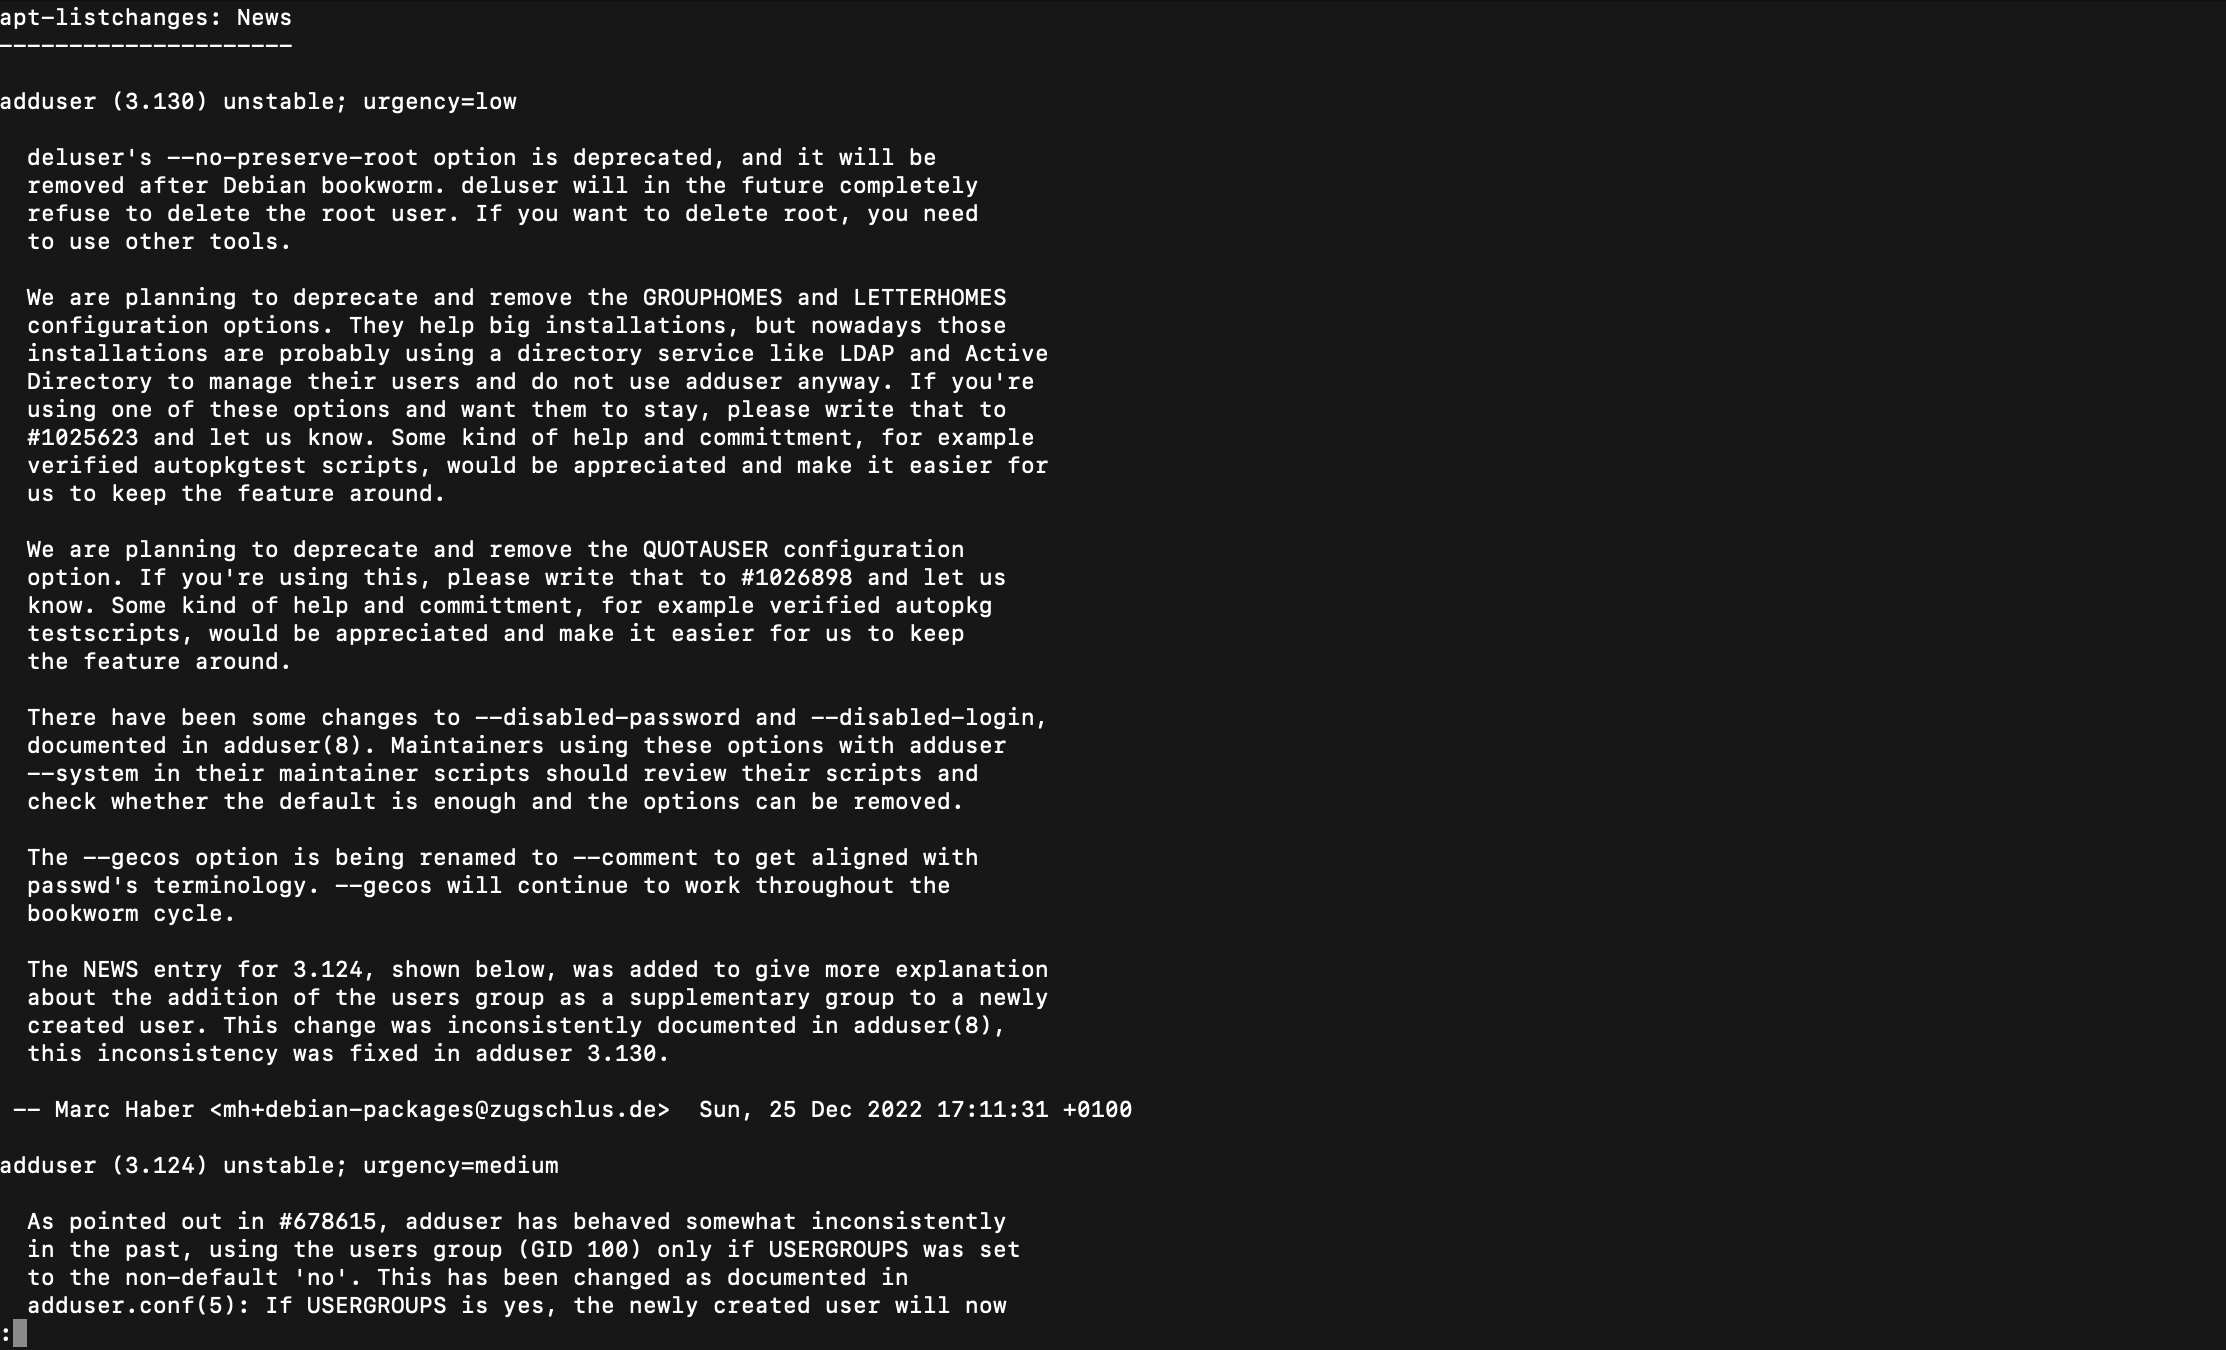 apt-listchanges: News
---------------------
adduser (3.130) unstable; urgency=low
deluser's --no-preserve-root option is deprecated, and it will be
removed after Debian bookworm. deluser will in the future completely
refuse to delete the root user. If you want to delete root, you need
to use other tools.
We are planning to deprecate and remove the GROUPHOMES and LETTERHOMES
configuration options. They help big installations, but nowadays those
installations are probably using a directory service like LDAP and Active
Directory to manage their users and do not use adduser anyway. If you're
using one of these options and want them to stay, please write that to
#1025623 and let us know. Some kind of help and committment, for example
verified autopkgtest scripts, would be appreciated and make it easier for
us to keep the feature around.
We are planning to deprecate and remove the QUOTAUSER configuration
option. If you're using this, please write that to #1026898 and let us
know. Some kind of help and committment, for example verified autopkg
testscripts, would be appreciated and make it easier for us to keep
the feature around.
There have been some changes to --disabled-password and --disabled-login,
documented in adduser(8). Maintainers using these options with adduser
--system in their maintainer scripts should review their scripts and
check whether the default is enough and the options can be removed.
The --gecos option is being renamed to --comment to get aligned with
passwd's terminology. --gecos will continue to work throughout the
bookworm cycle.
The NEWS entry for 3.124, shown below, was added to give more explanation
about the addition of the users group as a supplementary group to a newly
created user. This change was inconsistently documented in adduser(8),
this inconsistency was fixed in adduser 3.130.
-- Marc Haber <mh+debian-packages@zugschlus.de>  Sun, 25 Dec 2022 17:11:31 +0100
adduser (3.124) unstable; urgency=medium
As pointed out in #678615, adduser has behaved somewhat inconsistently
in the past, using the users group (GID 100) only if USERGROUPS was set
to the non-default 'no'. This has been changed as documented in
adduser.conf(5): If USERGROUPS is yes, the newly created user will now
: